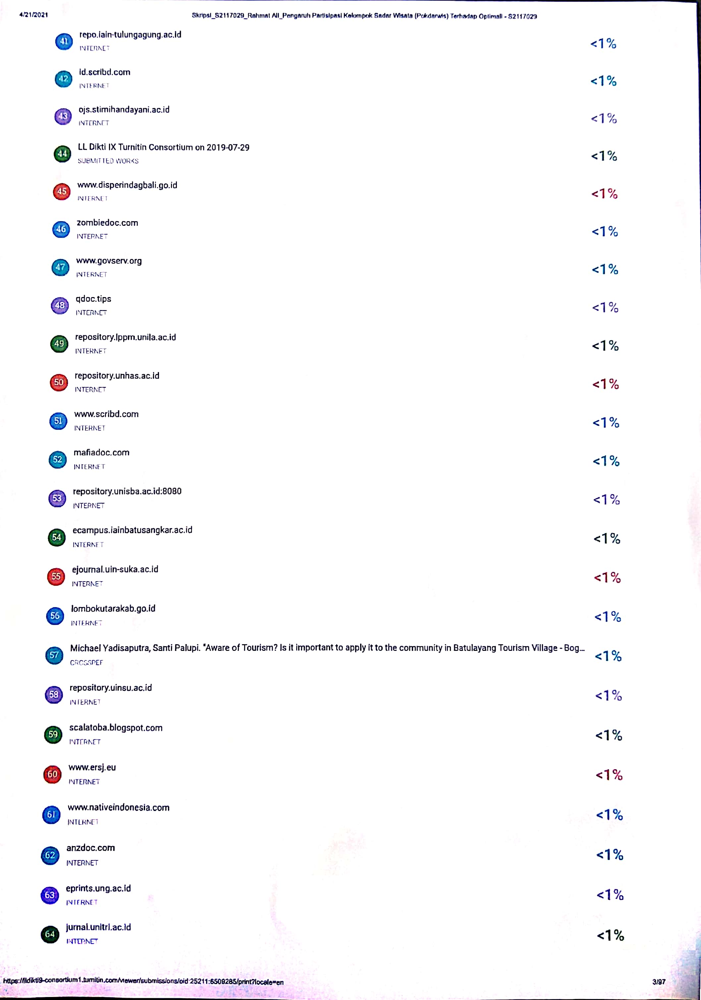 4/21/2021
Skripsi_S2117029_Rahmat Ali_Pengaruh Partisipasi Kelompok Sadar Wisata (Pokdarwis) Terhadap Optimali - S2117029
41
repo.iain-tulungagung.ac.id
<1%
INTERNET
42
id.scribd.com
<1%
INTERNET
43
ojs.stimihandayani.ac.id
<1%
INTERNET
44
LL Dikti IX Turnitin Consortium on 2019-07-29
<1%
SUBMITTED WORKS
45
www.disperindagbali.go.id
<1%
INTERNET
46
zombiedoc.com
<1%
INTERNET
47
www.govserv.org
<1%
INTERNET
48
qdoc.tips
<1%
INTERNET
49
repository.lppm.unila.ac.id
<1%
INTERNET
50
repository.unhas.ac.id
<1%
INTERNET
51
www.scribd.com
<1%
INTERNET
52
mafiadoc.com
<1%
INTERNET
53
repository.unisba.ac.id:8080
<1%
INTERNET
54
ecampus.iainbatusangkar.ac.id
<1%
INTERNET
55
ejournal.uin-suka.ac.id
<1%
INTERNET
56
lombokutarakab.go.id
<1%
INTERNET
57
Michael Yadisaputra, Santi Palupi. "Aware of Tourism? Is it important to apply it to the community in Batulayang Tourism Village - Bog...
<1%
CROSSREF
58
repository.uinsu.ac.id
<1%
INTERNET
59
scalatoba.blogspot.com
<1%
INTERNET
60
www.ersj.eu
<1%
INTERNET
61
www.nativeindonesia.com
<1%
INTERNET
62
anzdoc.com
<1%
INTERNET
63
eprints.ung.ac.id
<1%
INTERNET
64
jurnal.unitri.ac.id
<1%
INTERNET
https://lldikti9-consortium1.turnitin.com/viewer/submissions/oid:25211:6509285/print?locale=en
3/97